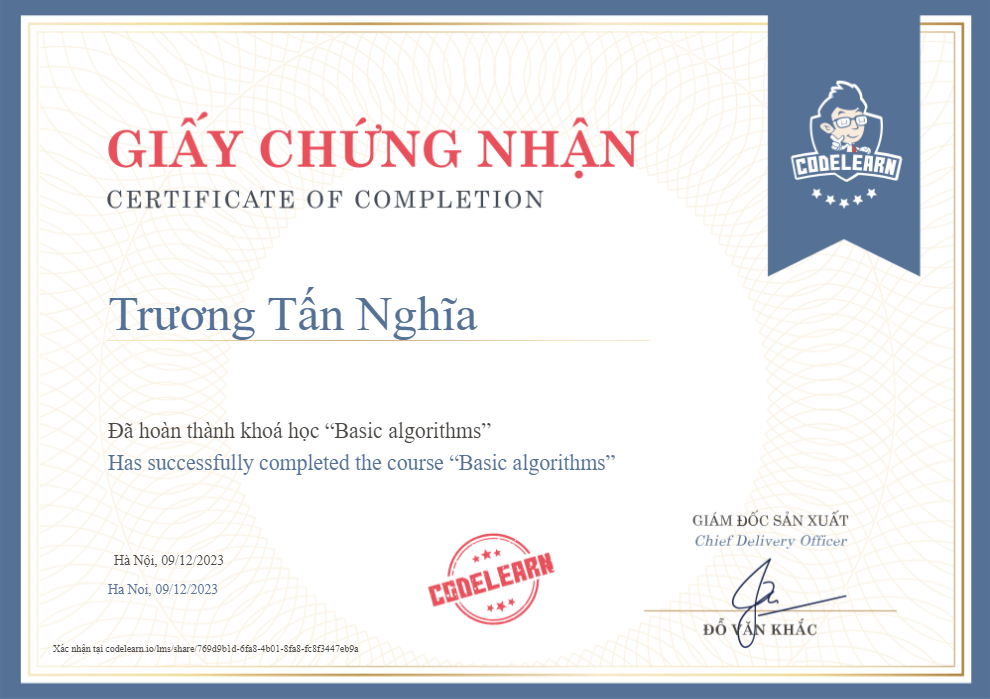 GIẤY CHỨNG NHẬN
CERTIFICATE OF COMPLETION
CODELEARN
Trương Tấn Nghĩa
Đã hoàn thành khoá học “Basic algorithms”
Has successfully completed the course “Basic algorithms”
GIÁM ĐỐC SẢN XUẤT
Chief Delivery Officer
Hà Nội, 09/12/2023
Ha Noi, 09/12/2023
CODELEARN
ĐỖ VĂN KHẮC
Xác nhận tại codelearn.io/lms/share/769d9b1d-6fa8-4b01-8fa8-fc8f3447eb9a